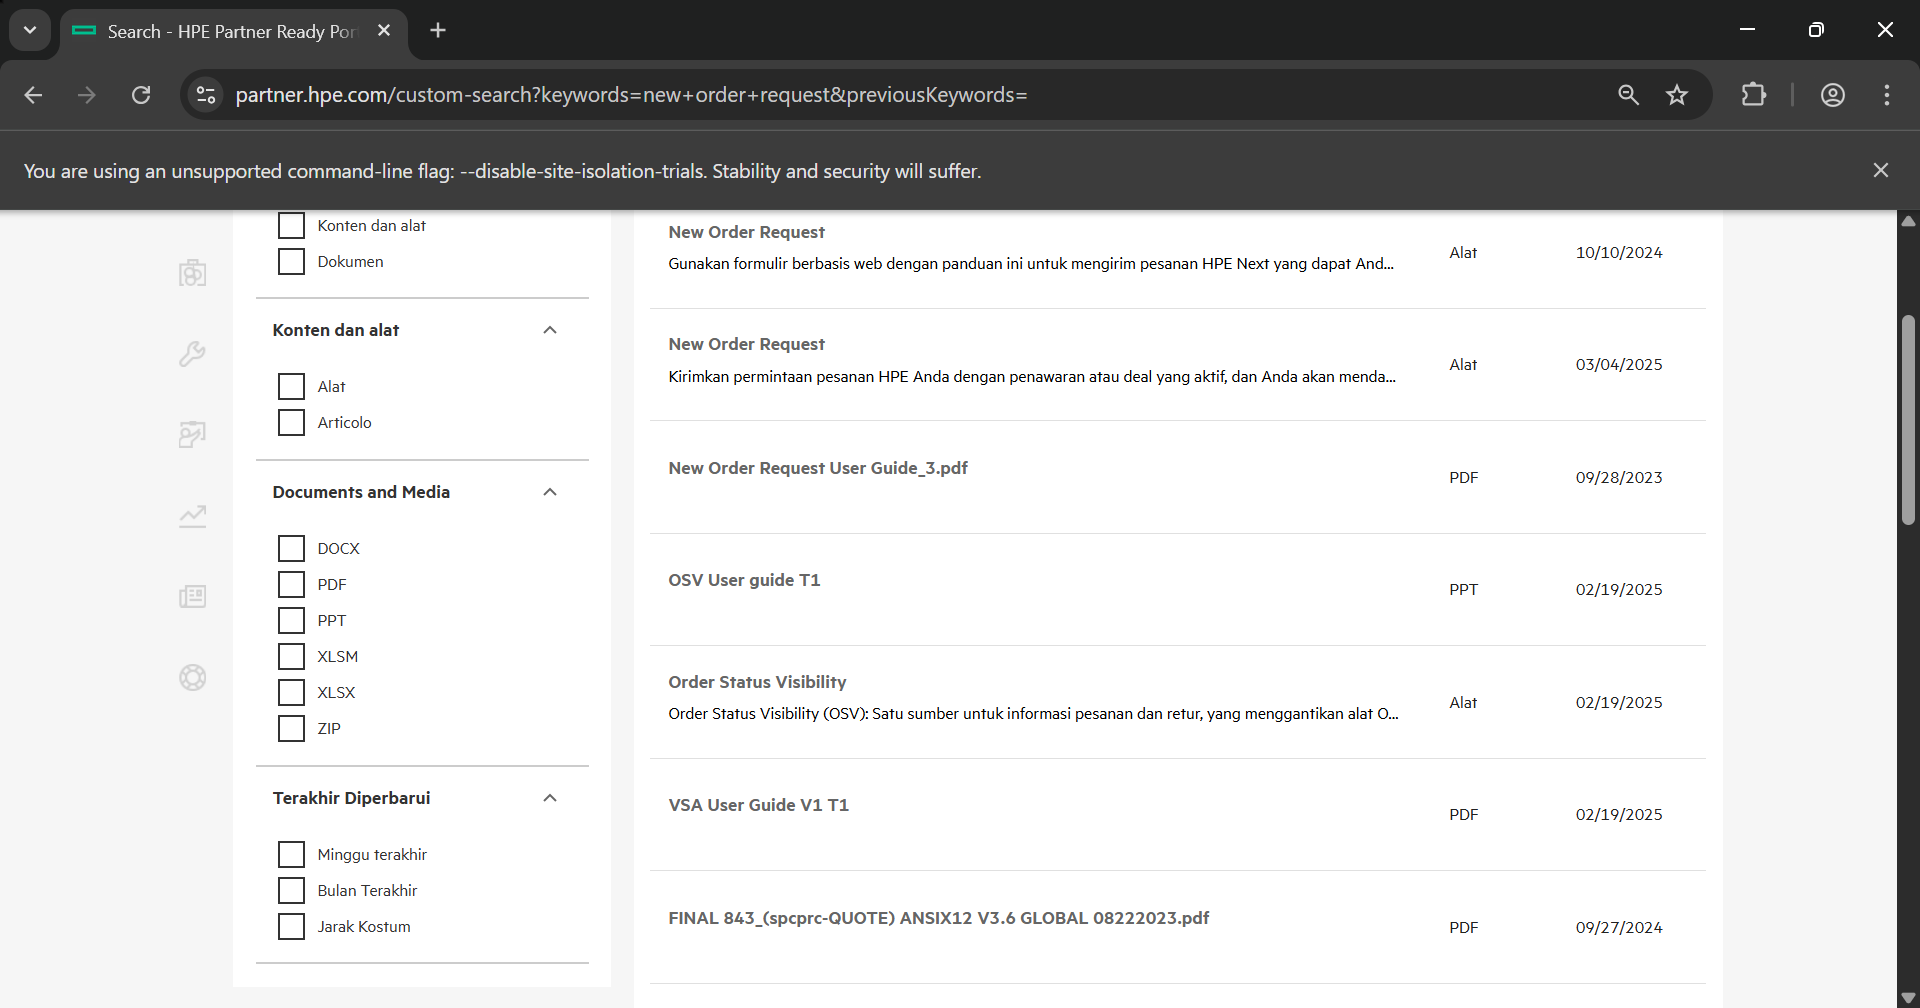 Search - HPE Partner Ready Por
partner.hpe.com/custom-search?keywords=new+order+request&previousKeywords=
You are using an unsupported command-line flag: --disable-site-isolation-trials. Stability and security will suffer.
Konten dan alat
Dokumen
Konten dan alat
Alat
Articolo
Documents and Media
DOCX
PDF
PPT
XLSM
XLSX
ZIP
Terakhir Diperbarui
Minggu terakhir
Bulan Terakhir
Jarak Kostum
New Order Request
Gunakan formulir berbasis web dengan panduan ini untuk mengirim pesanan HPE Next yang dapat And...
Alat
10/10/2024
New Order Request
Kirimkan permintaan pesanan HPE Anda dengan penawaran atau deal yang aktif, dan Anda akan menda...
Alat
03/04/2025
New Order Request User Guide_3.pdf
PDF
09/28/2023
OSV User guide T1
PPT
02/19/2025
Order Status Visibility
Order Status Visibility (OSV): Satu sumber untuk informasi pesanan dan retur, yang menggantikan alat O...
Alat
02/19/2025
VSA User Guide V1 T1
PDF
02/19/2025
FINAL 843_(spcprc-QUOTE) ANSIX12 V3.6 GLOBAL 08222023.pdf
PDF
09/27/2024